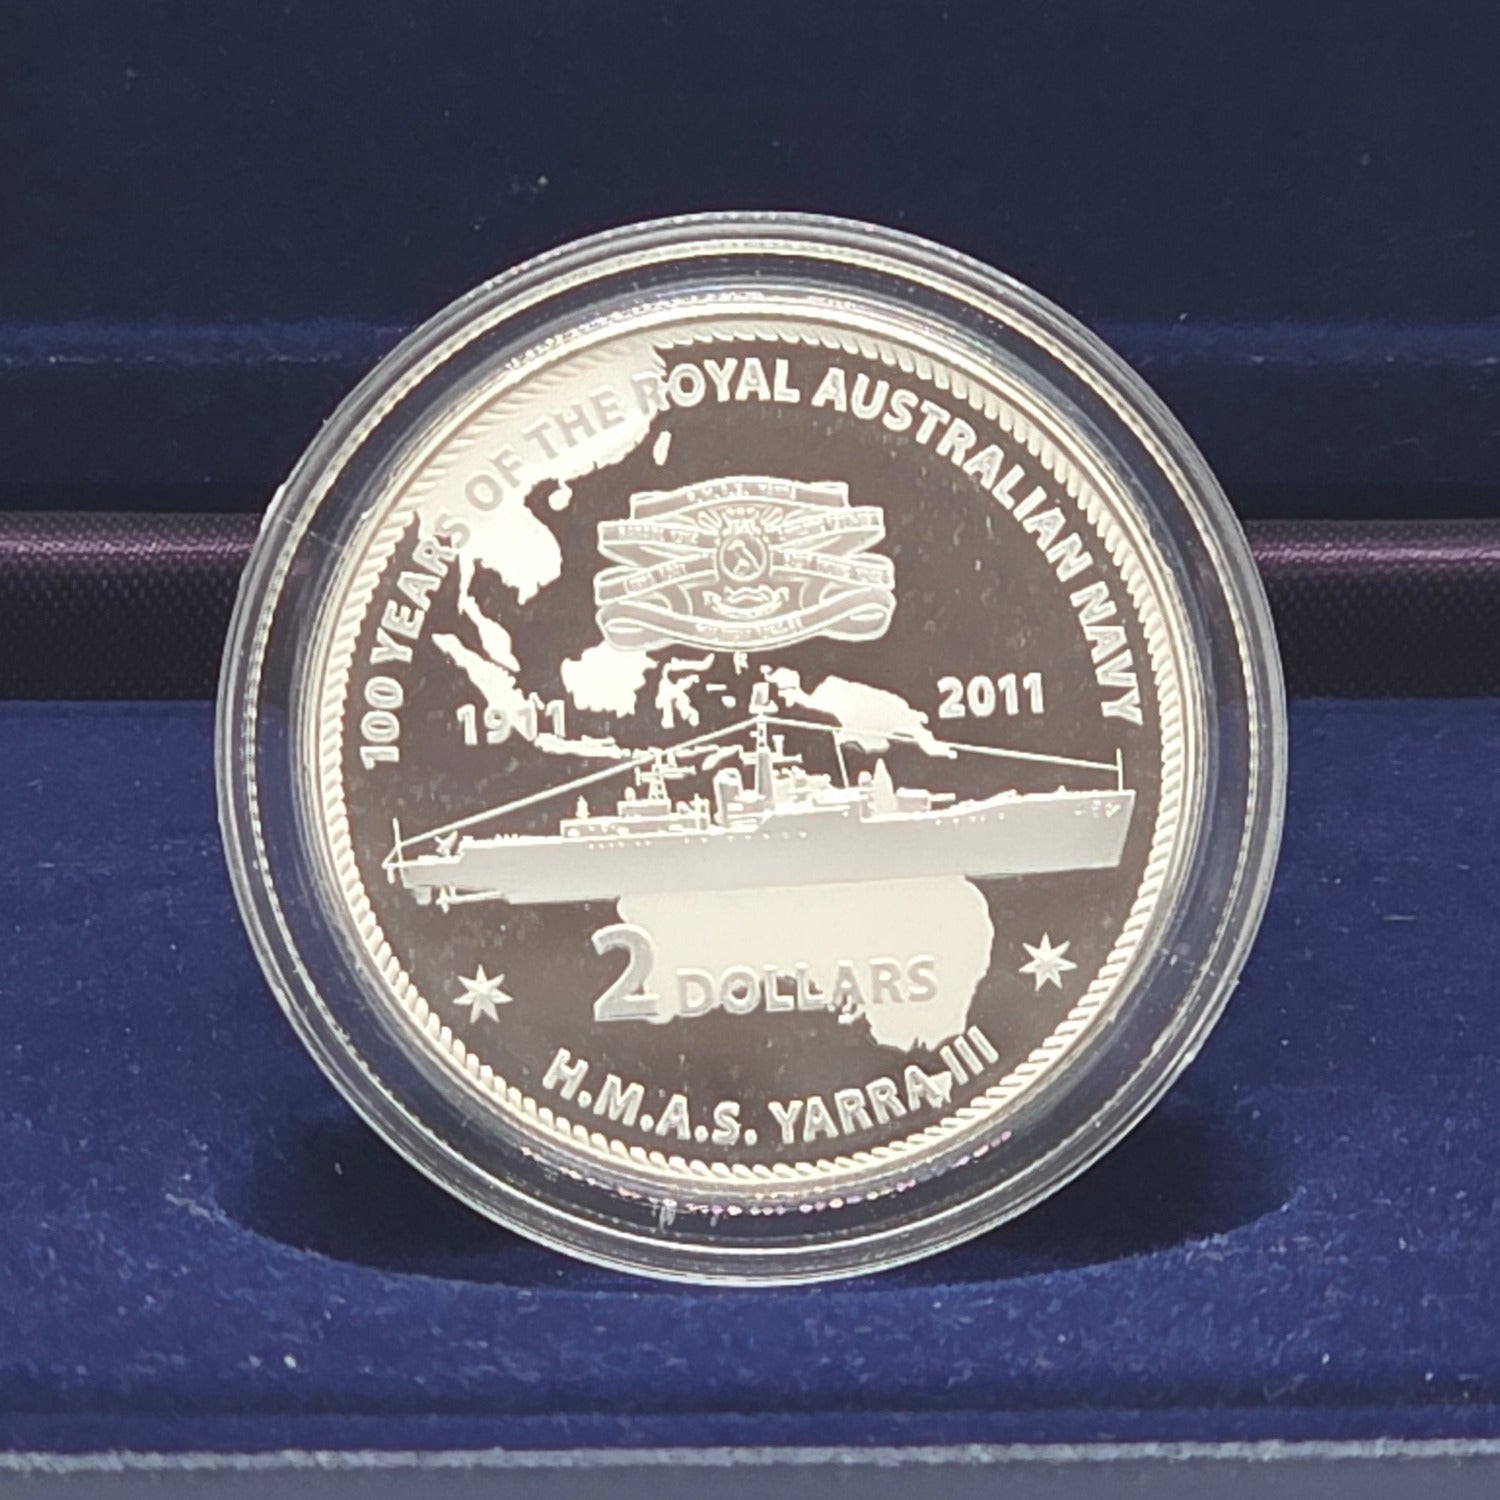 100 YEARS OF THE ROYAL AUSTRALIAN NAVY
1911
2011
2 DOLLARS
H.M.A.S. YARRA III